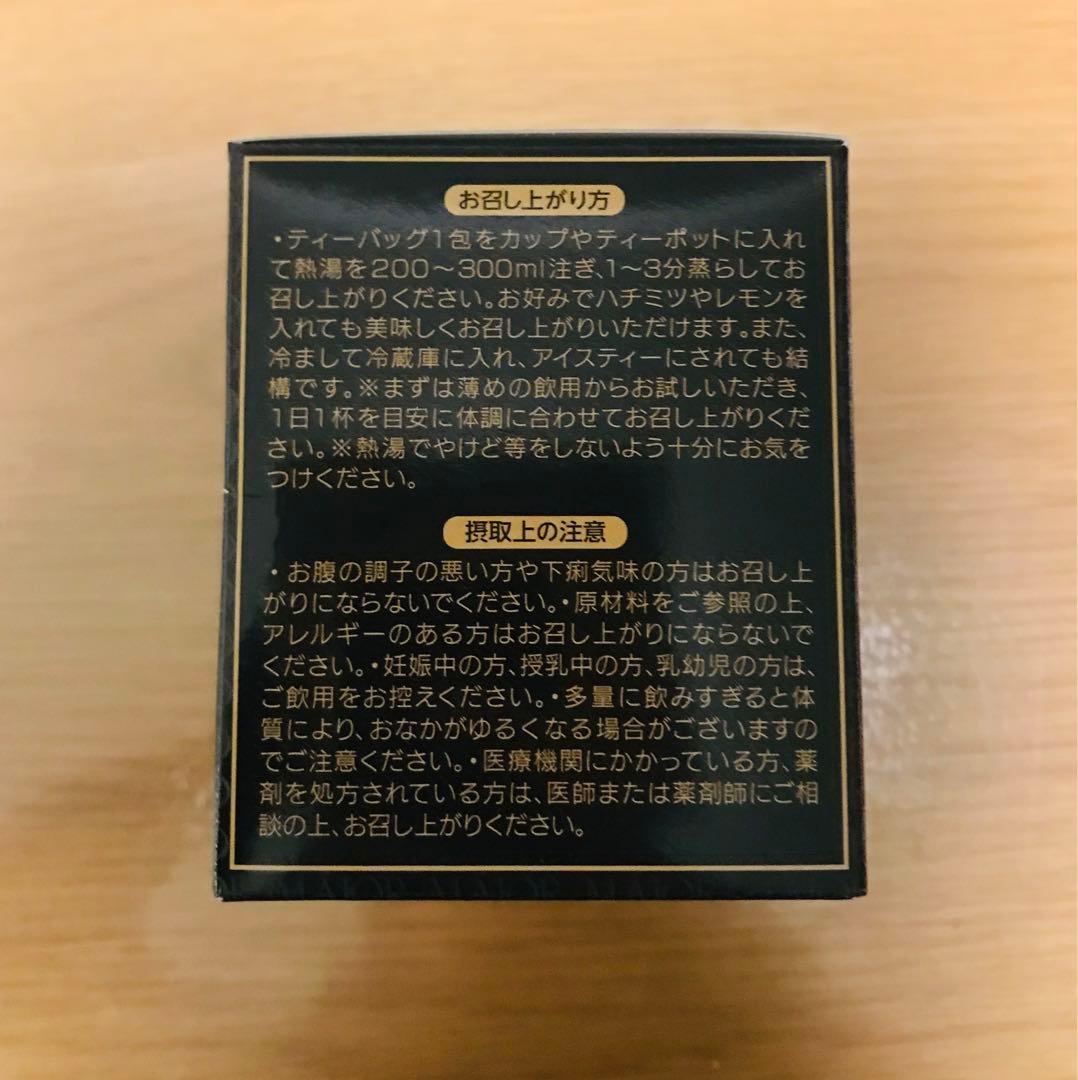 お召し上がり方
・ティーバッグ1包をカップやティーポットに入れ
て熱湯を200～300ml注ぎ、1～3分蒸らしてお
召し上がりください。お好みでハチミツやレモンを
入れても美味しくお召し上がりいただけます。また、
冷まして冷蔵庫に入れ、アイスティーにされても結
構です。※まずは薄めの飲用からお試しいただき、
1日1杯を目安に体調に合わせてお召し上がりくだ
さい。※熱湯でやけど等をしないよう十分にお気を
つけください。
摂取上の注意
・お腹の調子の悪い方や下痢気味の方はお召し上
がりにならないでください。・原材料をご参照の上、
アレルギーのある方はお召し上がりにならないで
ください。・妊娠中の方、授乳中の方、乳幼児の方は、
ご飲用をお控えください。・多量に飲みすぎると体
質により、おなかがゆるくなる場合がございますの
でご注意ください。・医療機関にかかっている方、薬
剤を処方されている方は、医師または薬剤師にご相
談の上、お召し上がりください。